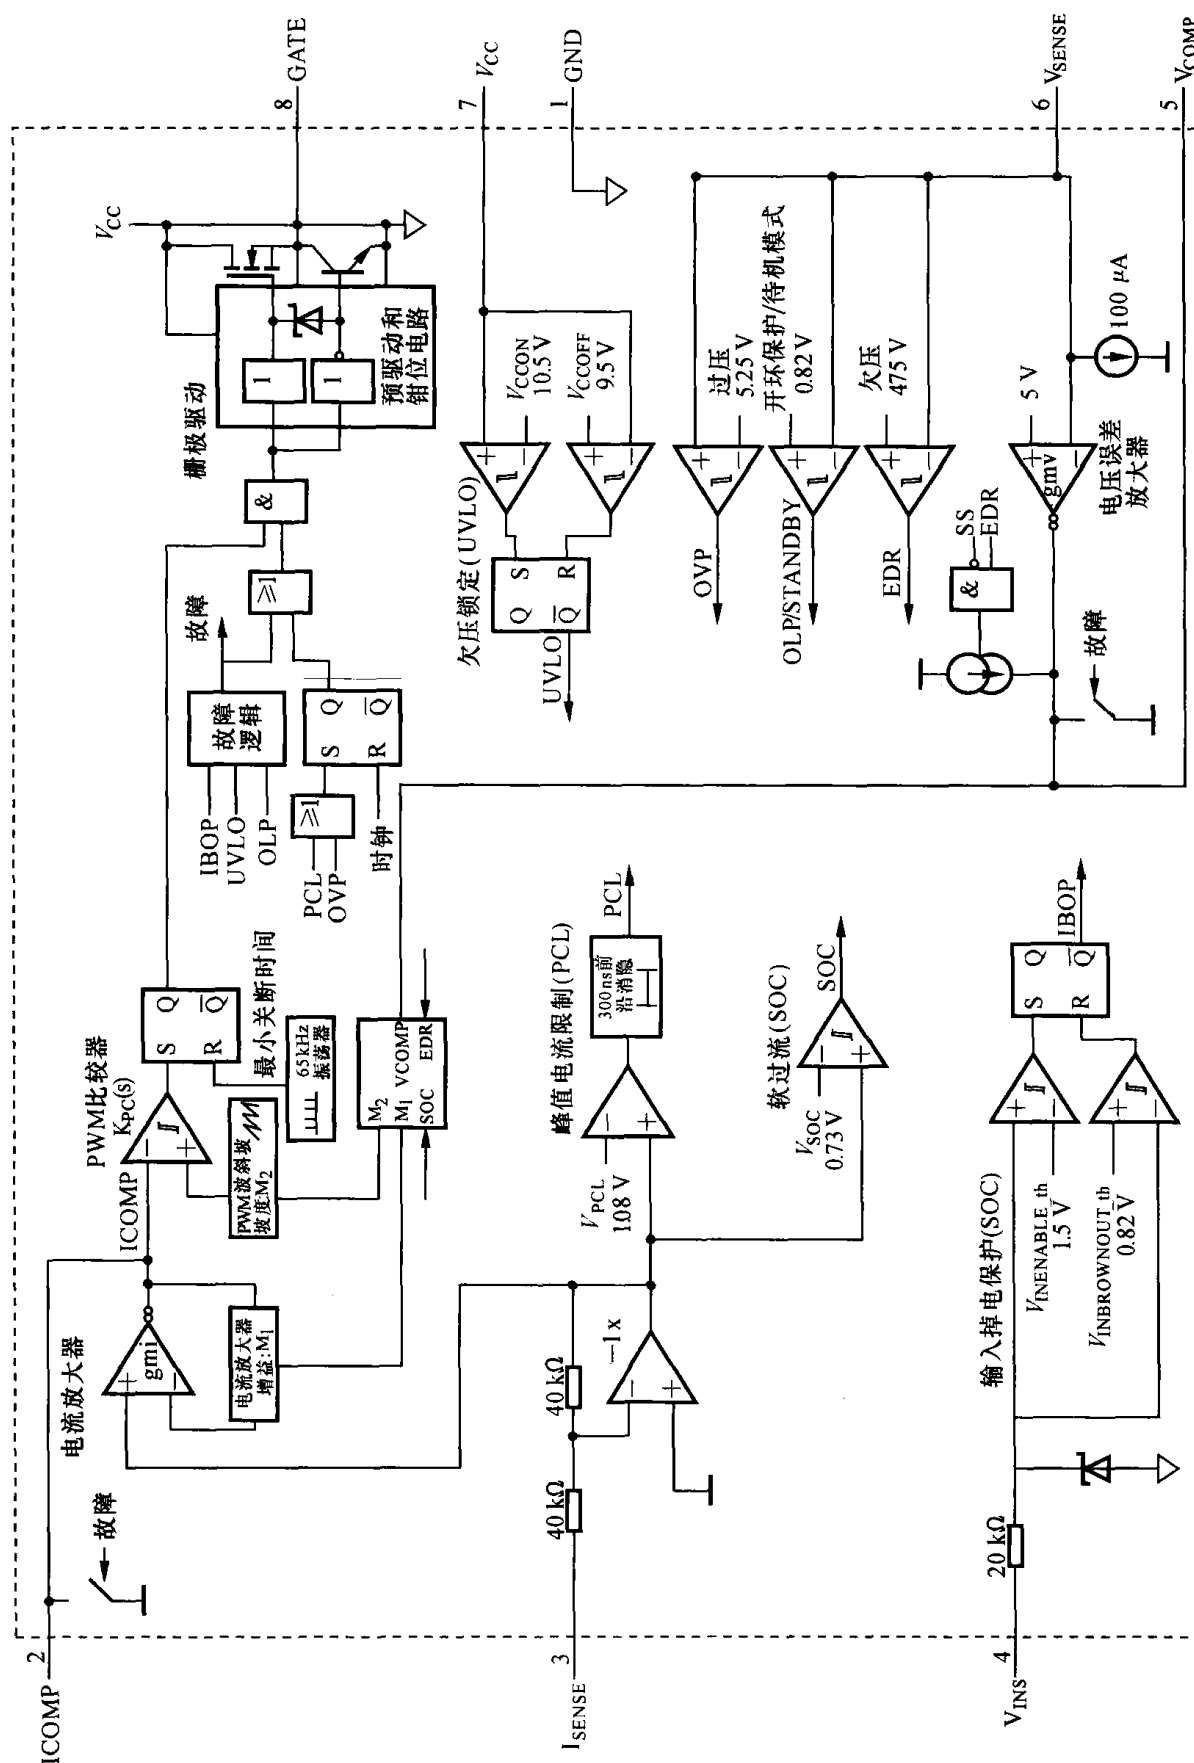 ICOMP
2
故障
电流放大器
gmi
+
−
电流放大器
增益:M1
ICOMP
PWM比较器
KPC(s)
−
+
PWM波斜坡
坡度:M2
S
Q
R
Q̅
最小关断时间
65kHz
振荡器
M2
M1 VCOMP
SOC EDR
IBOP
UVLO
OLP
故障
逻辑
故障
PCL
OVP
≥1
时钟
S
Q
R
Q̅
≥1
&
栅极驱动
1
1
预驱动和
钳位电路
VCC
8
GATE
ISENSE
3
40 kΩ
40 kΩ
−1x
−
+
VPCL
1.08 V
−
+
峰值电流限制(PCL)
300 ns前
沿消隐
PCL
VSOC
0.73 V
−
+
软过流(SOC)
SOC
欠压锁定(UVLO)
UVLO
Q
S
Q̅
R
+
−
VCCON
10.5 V
+
−
VCCOFF
9.5 V
7
VCC
1
GND
OVP
+
−
过压
5.25 V
OLP/STANDBY
+
−
开环保护/待机模式
0.82 V
EDR
+
−
欠压
475 V
SS
EDR
&
故障
gmv
+
−
5 V
电压误差
放大器
100 μA
6
VSENSE
5
VCOMP
VINS
4
20 kΩ
输入掉电保护(SOC)
VINENABLE_th
1.5 V
VINBROWNOUT_th
0.82 V
+
−
+
−
S
Q
R
Q̅
IBOP